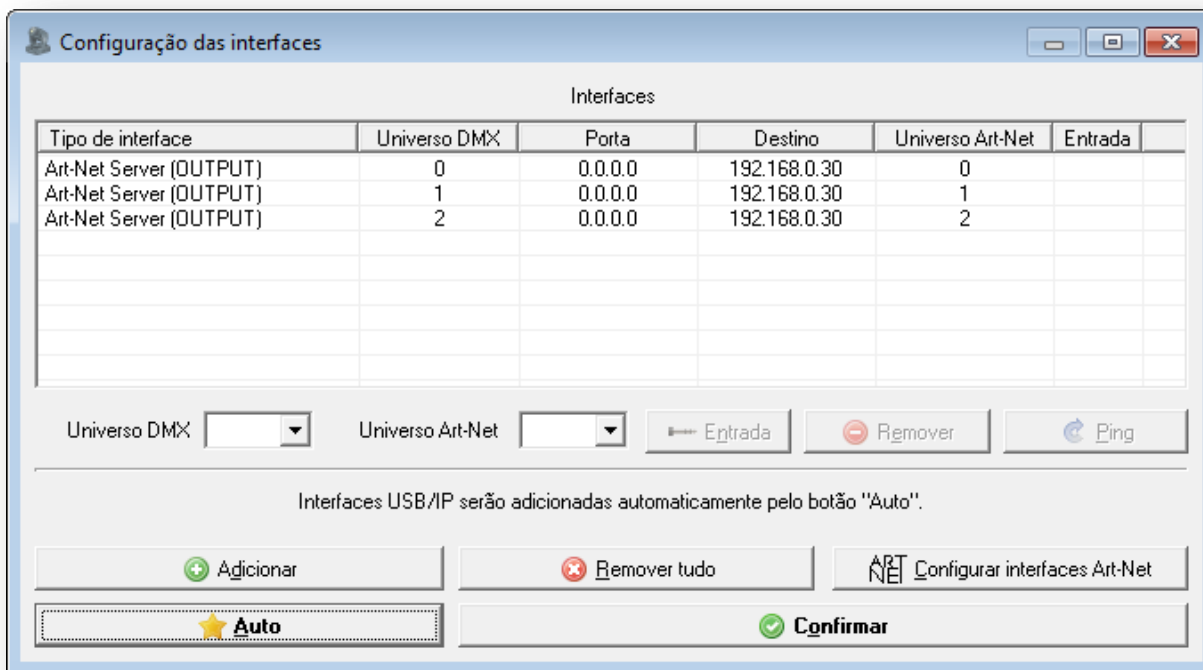 Configuração das interfaces
Interfaces
Tipo de interface Universo DMX Porta Destino Universo Art-Net Entrada
Art-Net Server (OUTPUT) 0 0.0.0.0 192.168.0.30 0
Art-Net Server (OUTPUT) 1 0.0.0.0 192.168.0.30 1
Art-Net Server (OUTPUT) 2 0.0.0.0 192.168.0.30 2
Universo DMX Universo Art-Net Entrada Remover Ping
Interfaces USB/IP serão adicionadas automaticamente pelo botão "Auto".
Adicionar Remover tudo ART NET Configurar interfaces Art-Net
Auto Confirmar